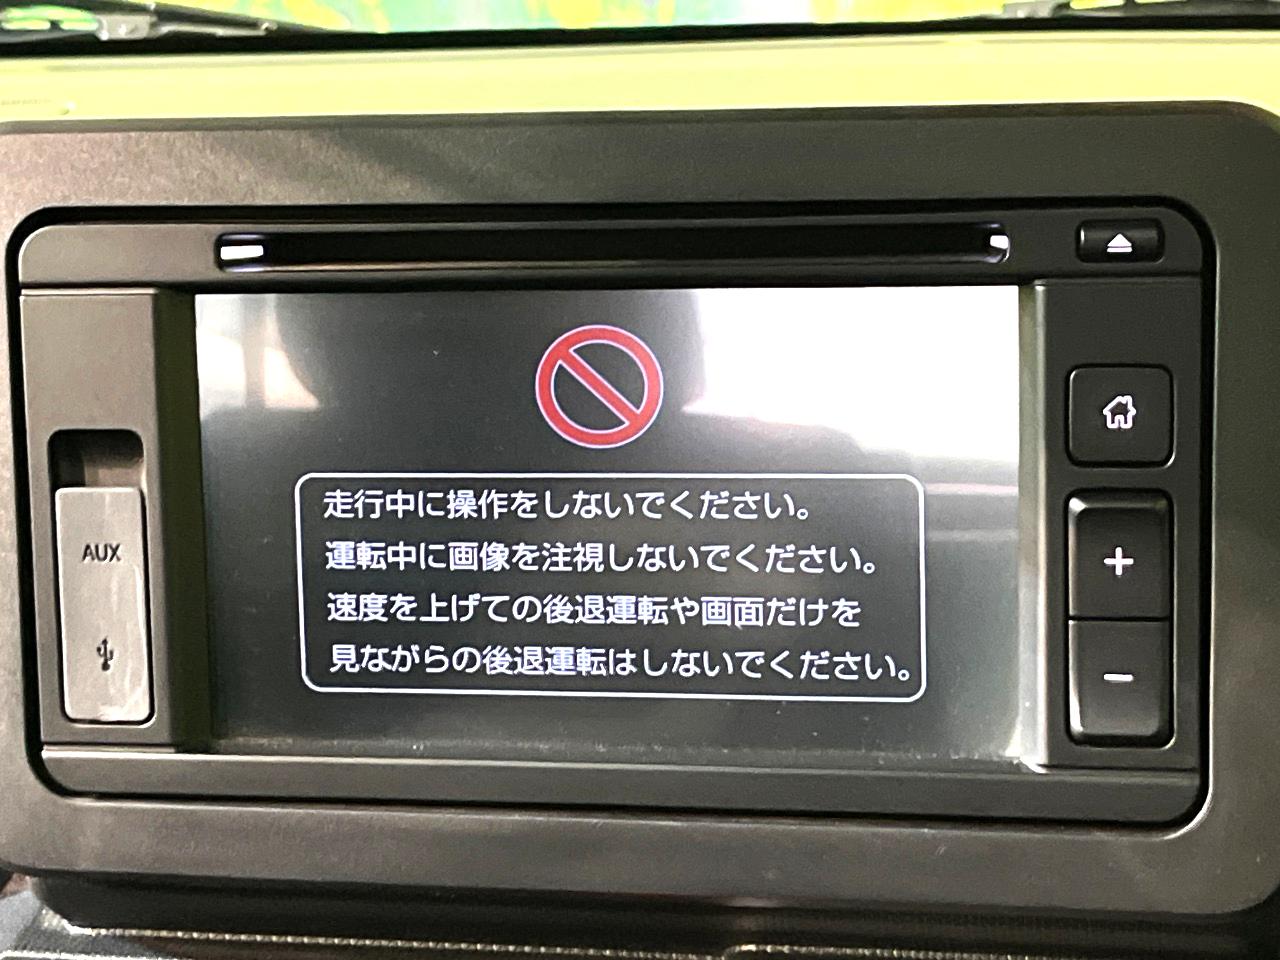 走行中に操作をしないでください。
運転中に画像を注視しないでください。
速度を上げての後退運転や画面だけを
見ながらの後退運転はしないでください。
AUX
+
−